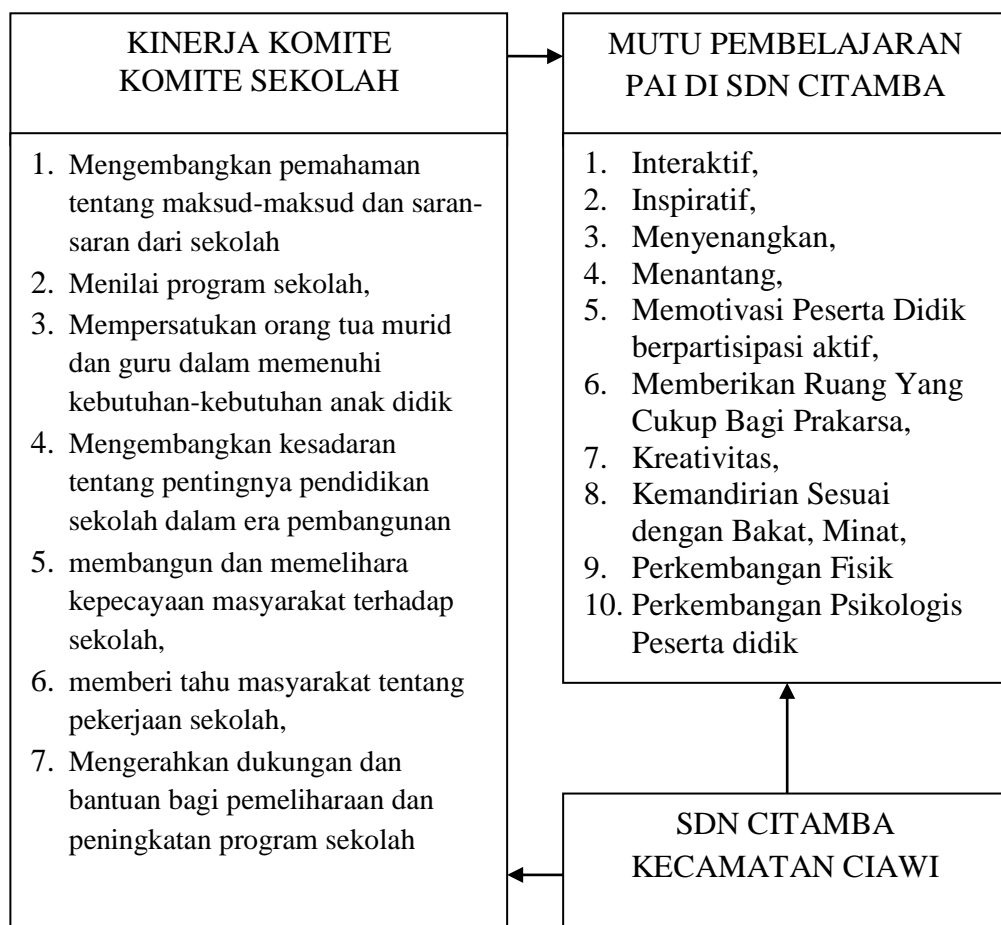 KINERJA KOMITE
KOMITE SEKOLAH
1. Mengembangkan pemahaman
tentang maksud-maksud dan saran-
saran dari sekolah
2. Menilai program sekolah,
3. Mempersatukan orang tua murid
dan guru dalam memenuhi
kebutuhan-kebutuhan anak didik
4. Mengembangkan kesadaran
tentang pentingnya pendidikan
sekolah dalam era pembangunan
5. membangun dan memelihara
kepecayaan masyarakat terhadap
sekolah,
6. memberi tahu masyarakat tentang
pekerjaan sekolah,
7. Mengerahkan dukungan dan
bantuan bagi pemeliharaan dan
peningkatan program sekolah
MUTU PEMBELAJARAN
PAI DI SDN CITAMBA
1. Interaktif,
2. Inspiratif,
3. Menyenangkan,
4. Menantang,
5. Memotivasi Peserta Didik
berpartisipasi aktif,
6. Memberikan Ruang Yang
Cukup Bagi Prakarsa,
7. Kreativitas,
8. Kemandirian Sesuai
dengan Bakat, Minat,
9. Perkembangan Fisik
10. Perkembangan Psikologis
Peserta didik
SDN CITAMBA
KECAMATAN CIAWI